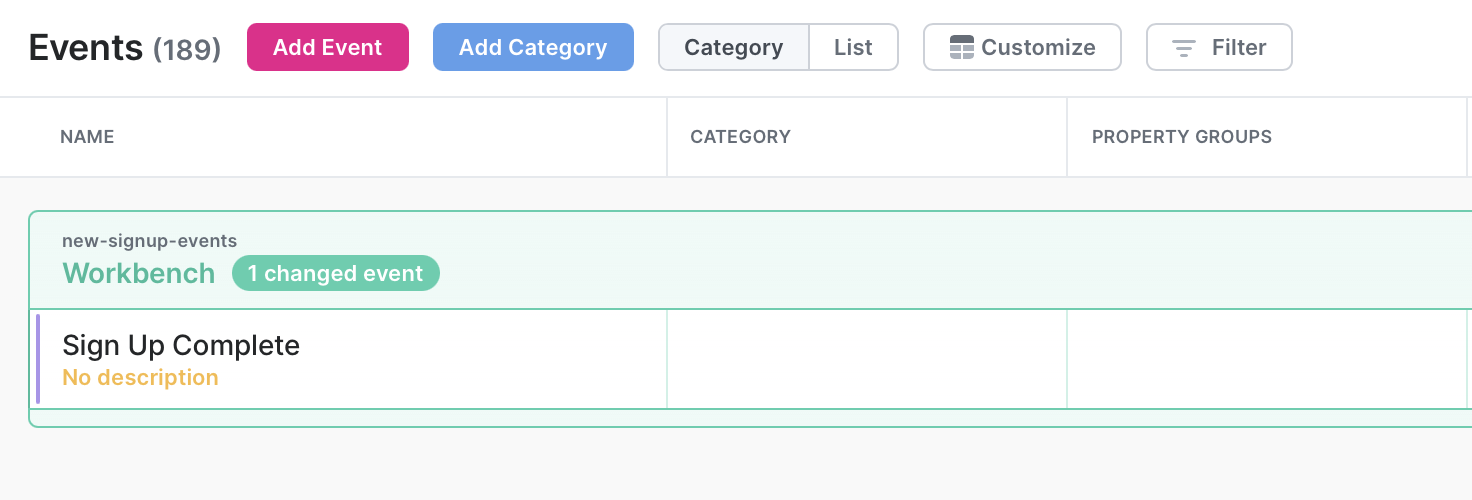 Events (189) Add Event Add Category Category List Customize Filter
NAME CATEGORY PROPERTY GROUPS
new-signup-events
Workbench 1 changed event
Sign Up Complete
No description